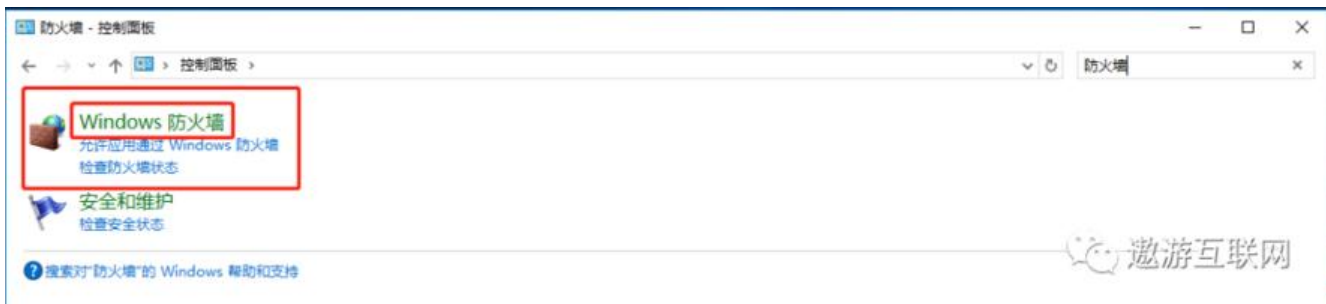 防火墙 - 控制面板
控制面板
防火墙
Windows 防火墙
允许应用通过 Windows 防火墙
检查防火墙状态
安全和维护
检查安全状态
搜索对"防火墙"的 Windows 帮助和支持
遨游互联网